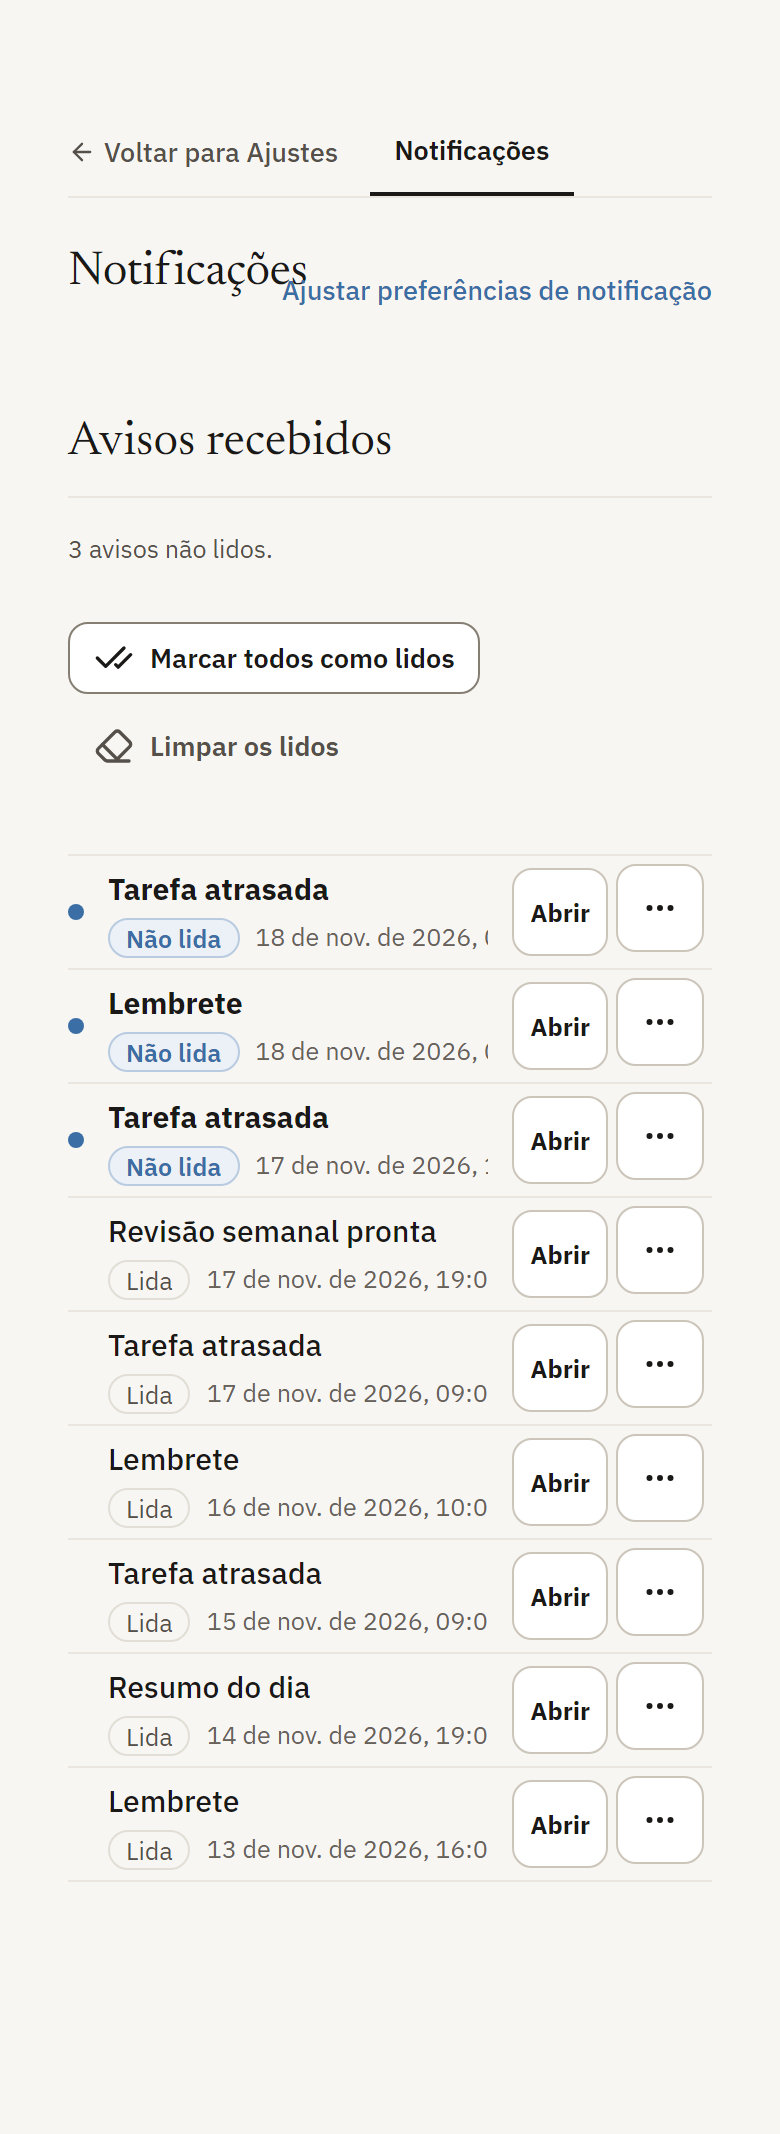 Voltar para Ajustes Notificações
Notificações
Ajustar preferências de notificação
Avisos recebidos
3 avisos não lidos.
Marcar todos como lidos
Limpar os lidos
Tarefa atrasada
Não lida 18 de nov. de 2026,
Abrir ...
Lembrete
Não lida 18 de nov. de 2026,
Abrir ...
Tarefa atrasada
Não lida 17 de nov. de 2026,
Abrir ...
Revisão semanal pronta
Lida 17 de nov. de 2026, 19:0
Abrir ...
Tarefa atrasada
Lida 17 de nov. de 2026, 09:0
Abrir ...
Lembrete
Lida 16 de nov. de 2026, 10:0
Abrir ...
Tarefa atrasada
Lida 15 de nov. de 2026, 09:0
Abrir ...
Resumo do dia
Lida 14 de nov. de 2026, 19:0
Abrir ...
Lembrete
Lida 13 de nov. de 2026, 16:0
Abrir ...